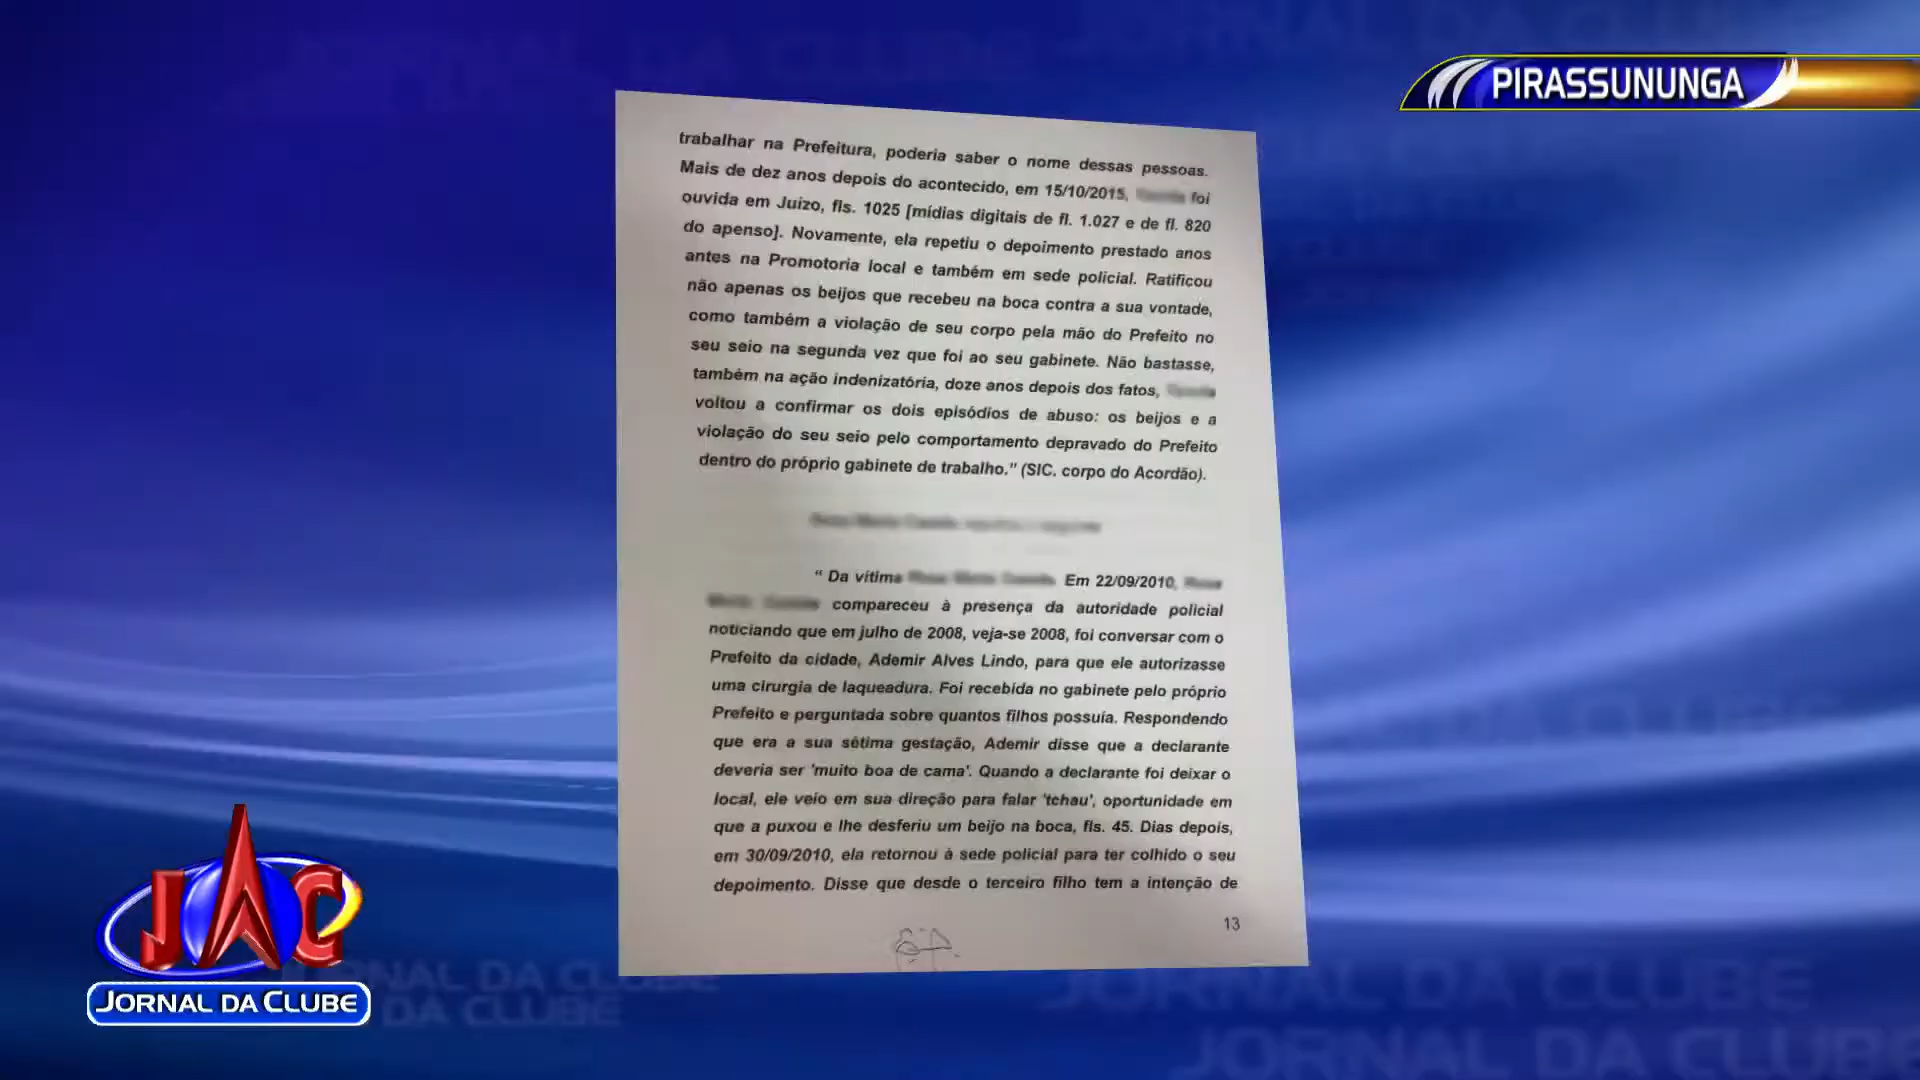 PIRASSUNUNGA
trabalhar na Prefeitura, poderia saber o nome dessas pessoas.
Mais de dez anos depois do acontecido, em 15/10/2015, foi
ouvida em Juízo, fls. 1025 [mídias digitais de fl. 1.027 e de fl. 820
do apenso]. Novamente, ela repetiu o depoimento prestado anos
antes na Promotoria local e também em sede policial. Ratificou
não apenas os beijos que recebeu na boca contra a sua vontade,
como também a violação de seu corpo pela mão do Prefeito no
seu seio na segunda vez que foi ao seu gabinete. Não bastasse,
também na ação indenizatória, doze anos depois dos fatos,
voltou a confirmar os dois episódios de abuso: os beijos e a
violação do seu seio pelo comportamento depravado do Prefeito
dentro do próprio gabinete de trabalho." (SIC. corpo do Acordão).
" Da vítima Em 22/09/2010,
compareceu à presença da autoridade policial
noticiando que em julho de 2008, veja-se 2008, foi conversar com o
Prefeito da cidade, Ademir Alves Lindo, para que ele autorizasse
uma cirurgia de laqueadura. Foi recebida no gabinete pelo próprio
Prefeito e perguntada sobre quantos filhos possuía. Respondendo
que era a sua sétima gestação, Ademir disse que a declarante
deveria ser 'muito boa de cama'. Quando a declarante foi deixar o
local, ele veio em sua direção para falar 'tchau', oportunidade em
que a puxou e lhe desferiu um beijo na boca, fls. 45. Dias depois,
em 30/09/2010, ela retornou à sede policial para ter colhido o seu
depoimento. Disse que desde o terceiro filho tem a intenção de
13
JAC
JORNAL DA CLUBE
JORNAL DA CLUBE
JORNAL DA CLUBE